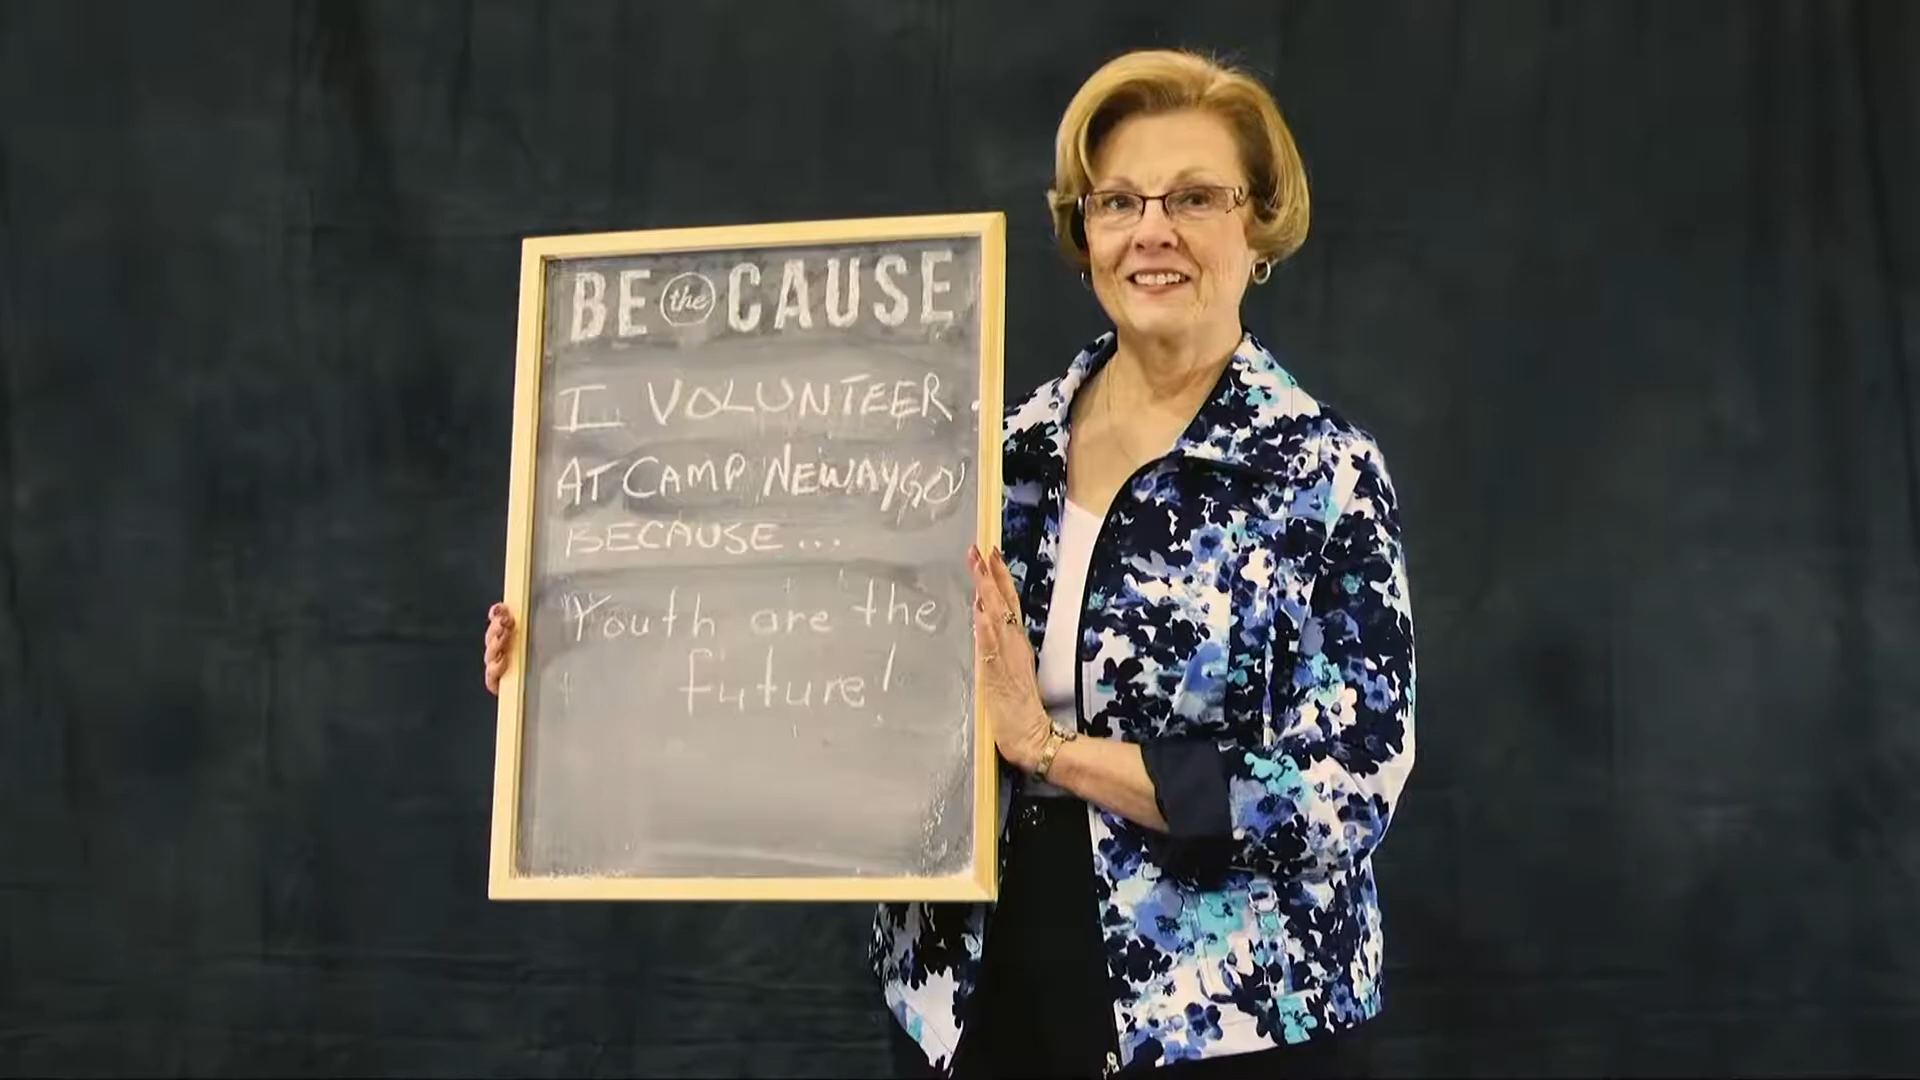 BE the CAUSE
I VOLUNTEER
AT CAMP NEWAYGO
BECAUSE...
Youth are the
future!